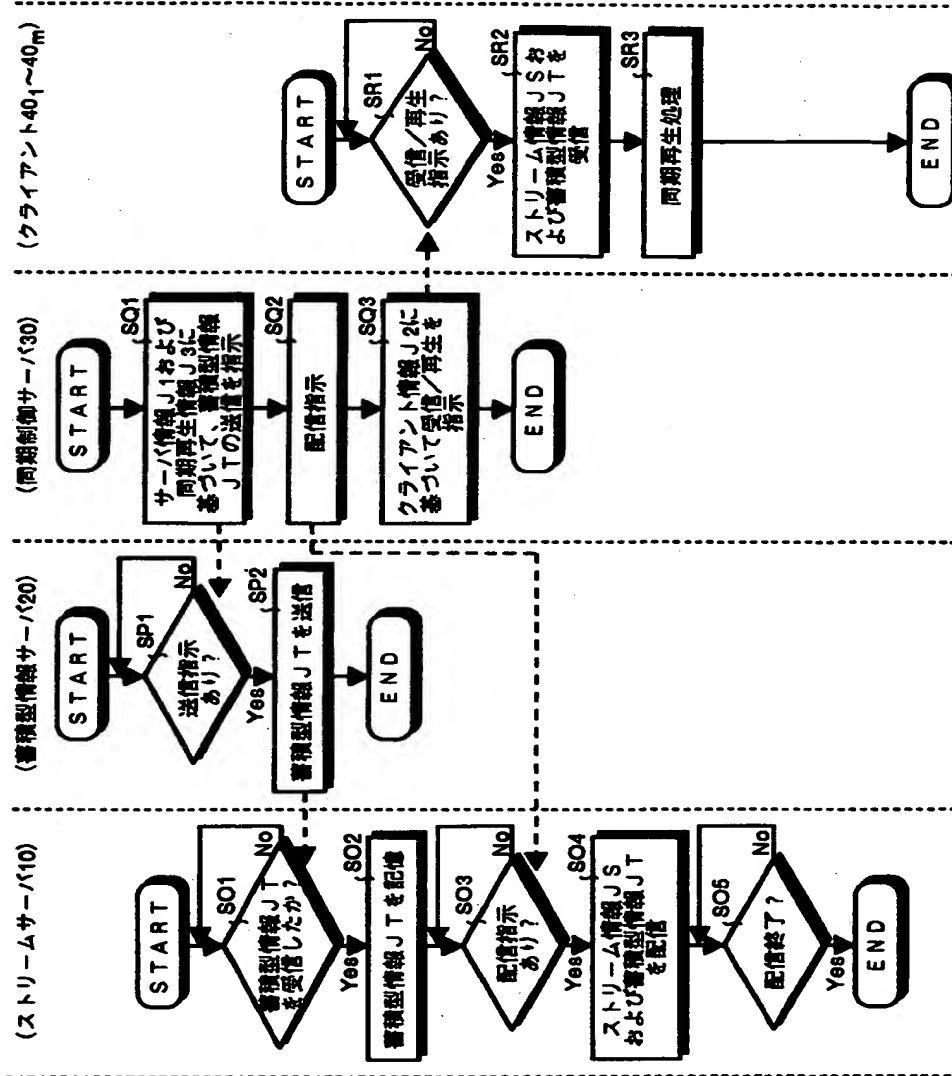 (ストリームサーバ10)
START
SO1
蓄積型情報JT
を受信したか?
No
Yes
SO2
蓄積型情報JTを記憶
SO3
配信指示
あり?
No
Yes
SO4
ストリーム情報JS
および蓄積型情報JT
を配信
SO5
配信終了?
No
Yes
END
(蓄積型情報サーバ20)
START
SP1
送信指示
あり?
No
Yes
SP2
蓄積型情報JTを送信
END
(同期制御サーバ30)
START
SQ1
サーバ情報J1および
同期再生情報J3に
基づいて、蓄積型情報
JTの送信を指示
SQ2
配信指示
SQ3
クライアント情報J2に
基づいて受信/再生を
指示
END
(クライアント40₁~40ₘ)
START
SR1
受信/再生
指示あり?
No
Yes
SR2
ストリーム情報JSお
よび蓄積型情報JTを
受信
SR3
同期再生処理
END